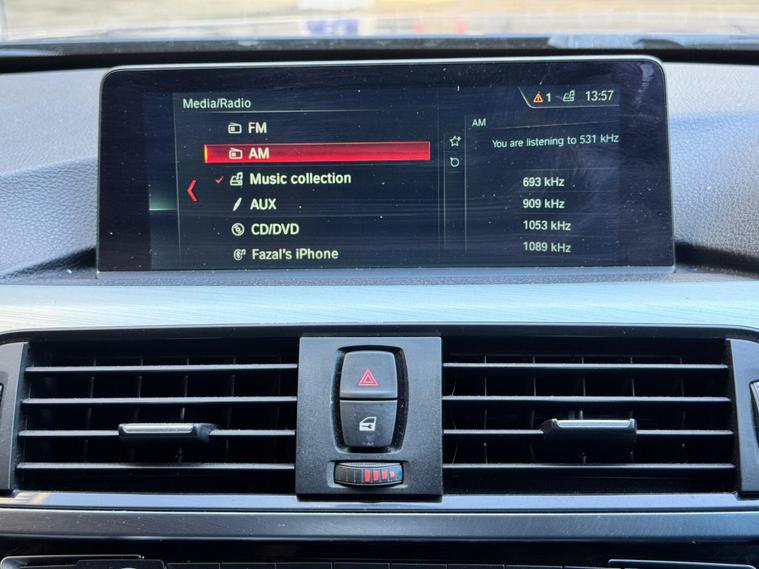 Media/Radio
1 13:57
FM
AM
Music collection
AUX
CD/DVD
Fazal's iPhone
AM
You are listening to 531 kHz
693 kHz
909 kHz
1053 kHz
1089 kHz